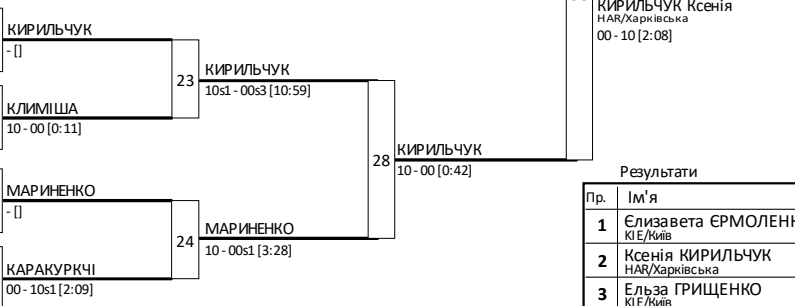 КИРИЛЬЧУК Ксенія
HAR/Харківська
00 - 10 [2:08]
КИРИЛЬЧУК
- []
23
КИРИЛЬЧУК
10s1 - 00s3 [10:59]
КЛИМІША
10 - 00 [0:11]
28
КИРИЛЬЧУК
10 - 00 [0:42]
МАРИНЕНКО
- []
24
МАРИНЕНКО
10 - 00s1 [3:28]
КАРАКУРКЧІ
00 - 10s1 [2:09]
Результати
Пр. Ім'я
1 Єлизавета ЄРМОЛЕНК
KIE/Київ
2 Ксенія КИРИЛЬЧУК
HAR/Харківська
3 Ельза ГРИЩЕНКО
KIE/Київ